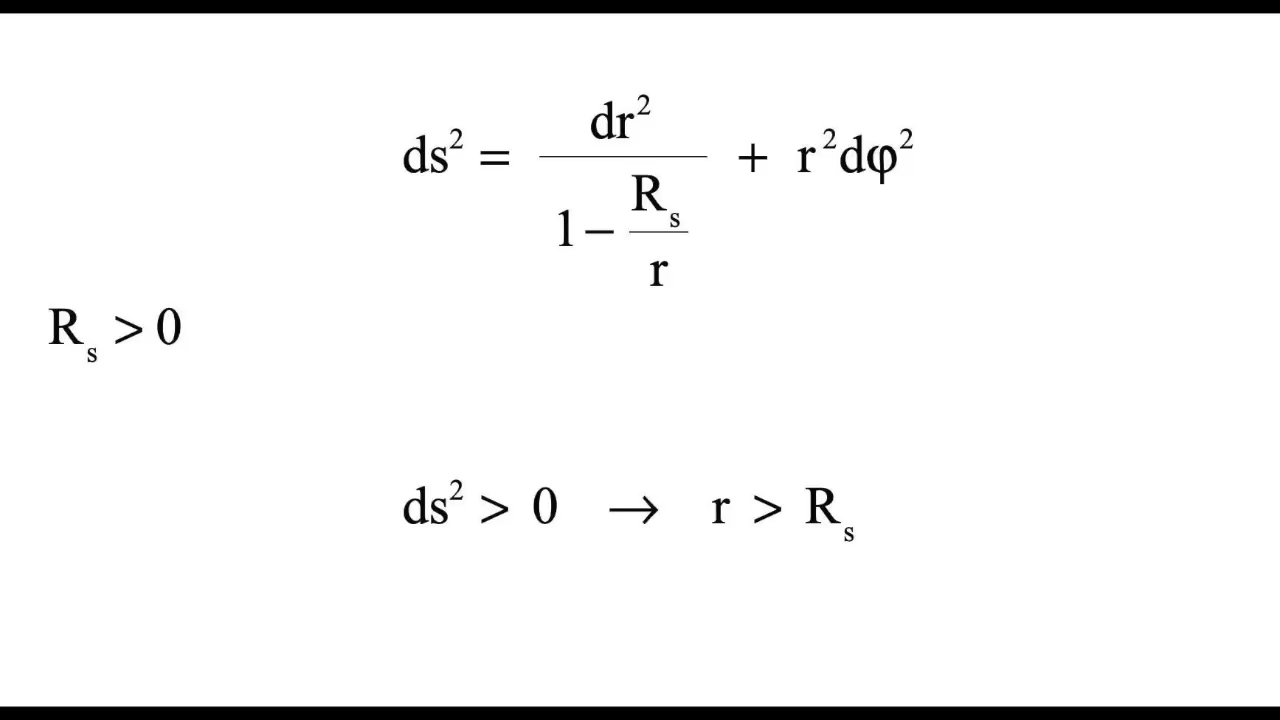 ds² = dr² / (1 − R_s / r) + r²dφ²
R_s > 0
ds² > 0 → r > R_s